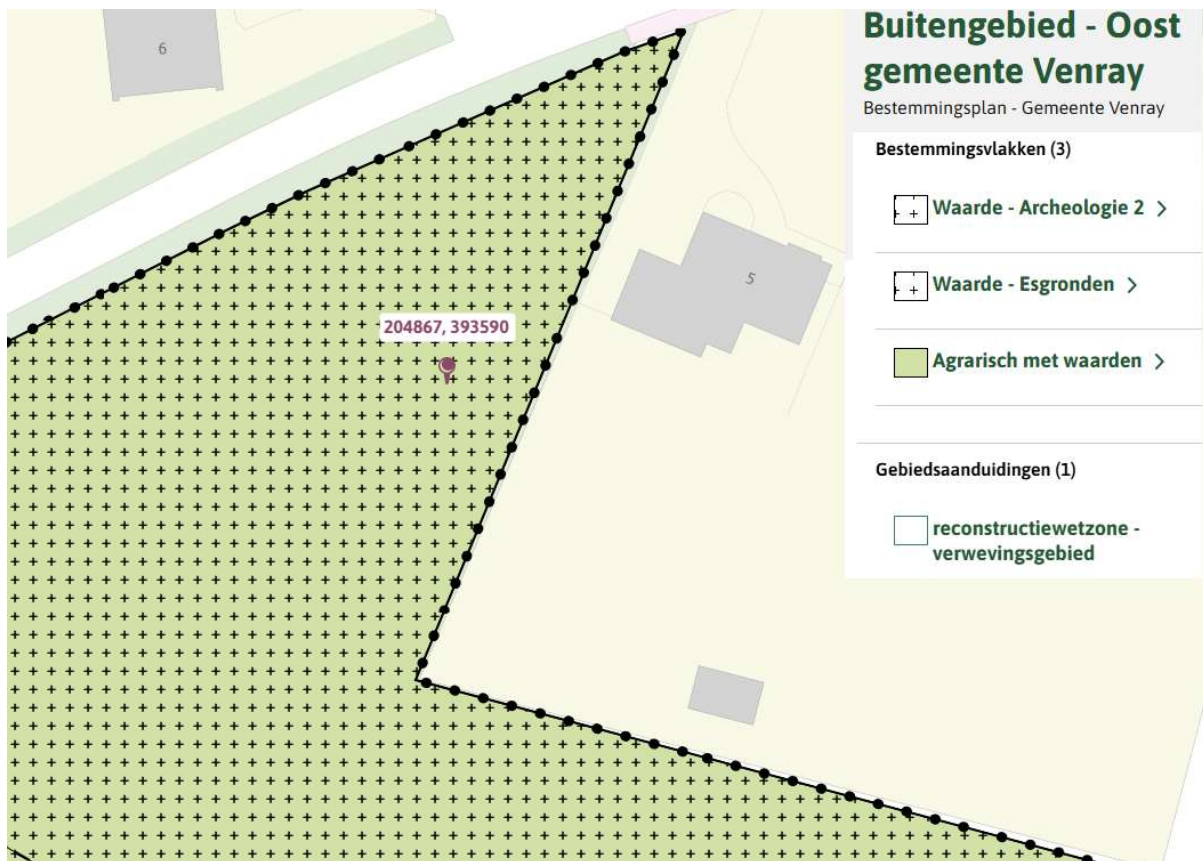 6
204867, 393590
5
Buitengebied - Oost
gemeente Venray
Bestemmingsplan - Gemeente Venray
Bestemmingsvlakken (3)
Waarde - Archeologie 2 >
Waarde - Esgronden >
Agrarisch met waarden >
Gebiedsaanduidingen (1)
reconstructiewetzone -
verwevingsgebied